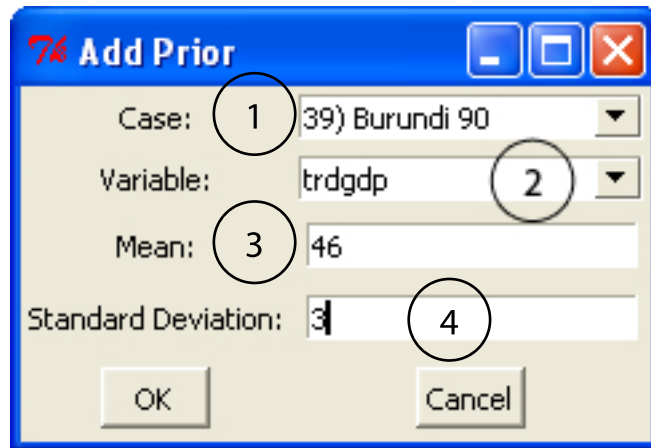 7% Add Prior
Case: 1 39) Burundi 90
Variable: trdgdp 2
Mean: 3 46
Standard Deviation: 3 4
OK Cancel